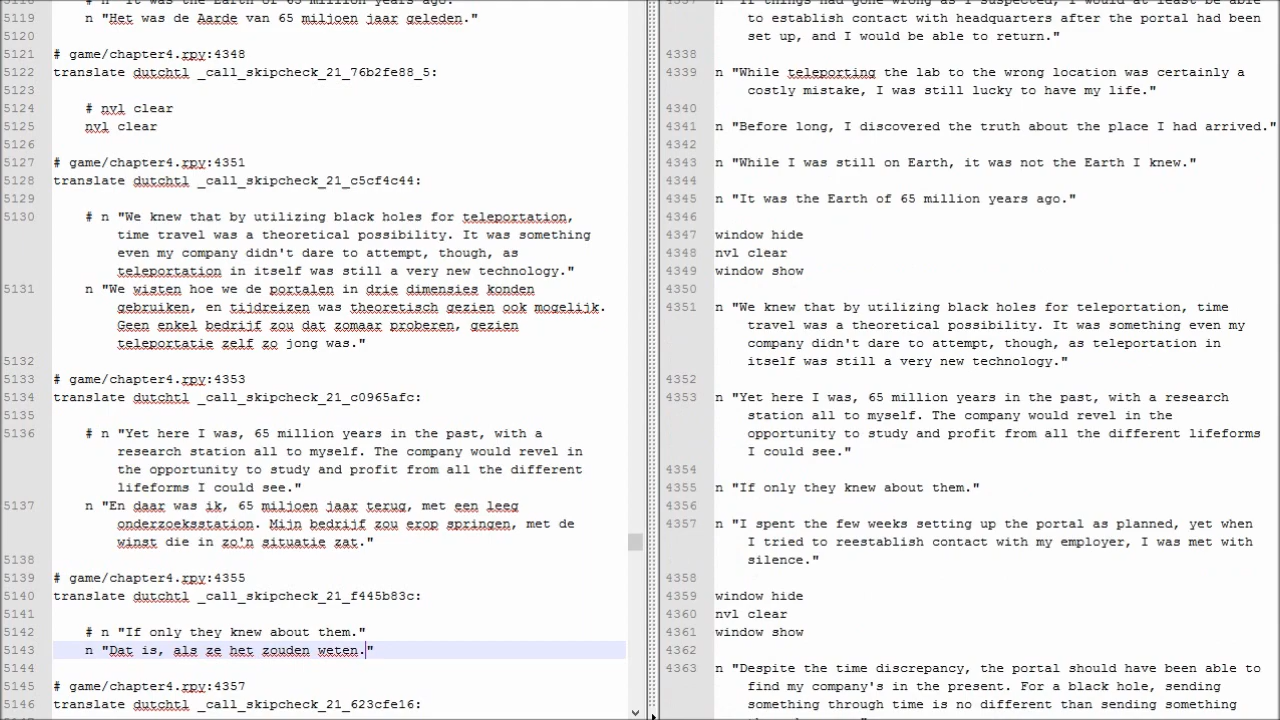 5118 # n "It was the Earth of 65 million years ago."
5119 n "Het was de Aarde van 65 miljoen jaar geleden."
5120
5121 # game/chapter4.rpy:4348
5122 translate dutchtl _call_skipcheck_21_76b2fe88_5:
5123
5124 # nvl clear
5125 nvl clear
5126
5127 # game/chapter4.rpy:4351
5128 translate dutchtl _call_skipcheck_21_c5cf4c44:
5129
5130 # n "We knew that by utilizing black holes for teleportation,
time travel was a theoretical possibility. It was something
even my company didn't dare to attempt, though, as
teleportation in itself was still a very new technology."
5131 n "We wisten hoe we de portalen in drie dimensies konden
gebruiken, en tijdreizen was theoretisch gezien ook mogelijk.
Geen enkel bedrijf zou dat zomaar proberen, gezien
teleportatie zelf zo jong was."
5132
5133 # game/chapter4.rpy:4353
5134 translate dutchtl _call_skipcheck_21_c0965afc:
5135
5136 # n "Yet here I was, 65 million years in the past, with a
research station all to myself. The company would revel in
the opportunity to study and profit from all the different
lifeforms I could see."
5137 n "En daar was ik, 65 miljoen jaar terug, met een leeg
onderzoeksstation. Mijn bedrijf zou erop springen, met de
winst die in zo'n situatie zat."
5138
5139 # game/chapter4.rpy:4355
5140 translate dutchtl _call_skipcheck_21_f445b83c:
5141
5142 # n "If only they knew about them."
5143 n "Dat is, als ze het zouden weten."
5144
5145 # game/chapter4.rpy:4357
5146 translate dutchtl _call_skipcheck_21_623cfe16:
4337 n "If things had gone wrong as I suspected, I would at least be able
to establish contact with headquarters after the portal had been
set up, and I would be able to return."
4338
4339 n "While teleporting the lab to the wrong location was certainly a
costly mistake, I was still lucky to have my life."
4340
4341 n "Before long, I discovered the truth about the place I had arrived."
4342
4343 n "While I was still on Earth, it was not the Earth I knew."
4344
4345 n "It was the Earth of 65 million years ago."
4346
4347 window hide
4348 nvl clear
4349 window show
4350
4351 n "We knew that by utilizing black holes for teleportation, time
travel was a theoretical possibility. It was something even my
company didn't dare to attempt, though, as teleportation in
itself was still a very new technology."
4352
4353 n "Yet here I was, 65 million years in the past, with a research
station all to myself. The company would revel in the
opportunity to study and profit from all the different lifeforms
I could see."
4354
4355 n "If only they knew about them."
4356
4357 n "I spent the few weeks setting up the portal as planned, yet when
I tried to reestablish contact with my employer, I was met with
silence."
4358
4359 window hide
4360 nvl clear
4361 window show
4362
4363 n "Despite the time discrepancy, the portal should have been able to
find my company's in the present. For a black hole, sending
something through time is no different than sending something